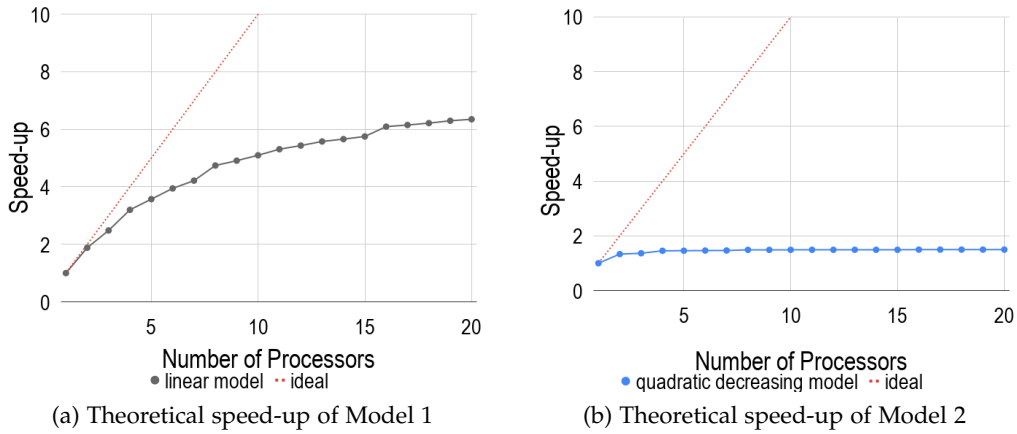 10
8
6
4
2
0
Speed-up
5
10
15
20
Number of Processors
linear model
ideal
(a) Theoretical speed-up of Model 1
10
8
6
4
2
0
Speed-up
5
10
15
20
Number of Processors
quadratic decreasing model
ideal
(b) Theoretical speed-up of Model 2